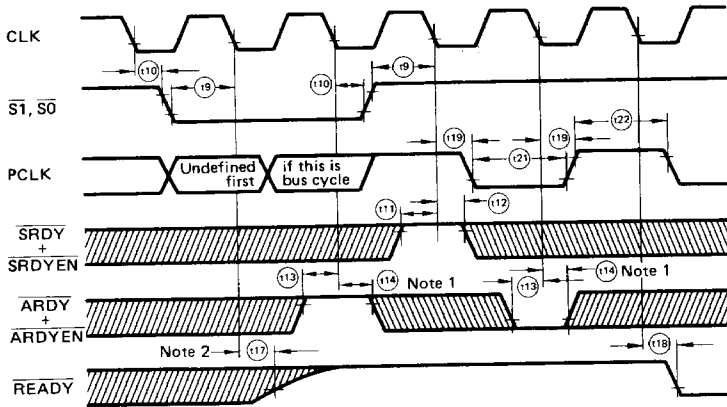 CLK
t10 t9 t10 t9
S1, S0
t19 t19 t22
t21
PCLK Undefined first if this is bus cycle
t11 t12
SRDY
+
SRDYEN
t13 t14 Note 1 t13 t14 Note 1
ARDY
+
ARDYEN
Note 2 t17 t18
READY